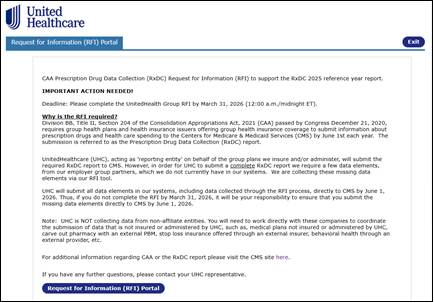 United
Healthcare
Request for Information (RFI) Portal
Exit
CAA Prescription Drug Data Collection (RxDC) Request for Information (RFI) to support the RxDC 2025 reference year report.
IMPORTANT ACTION NEEDED!
Deadline: Please complete the UnitedHealth Group RFI by March 31, 2026 (12:00 a.m./midnight ET).
Why is the RFI required?
Division BB, Title II, Section 204 of the Consolidation Appropriations Act, 2021 (CAA) passed by Congress December 21, 2020,
requires group health plans and health insurance issuers offering group health insurance coverage to submit information about
prescription drugs and health care spending to the Centers for Medicare & Medicaid Services (CMS) by June 1st each year. The
submission is referred to as the Prescription Drug Data Collection (RxDC) report.
UnitedHealthcare (UHC), acting as 'reporting entity' on behalf of the group plans we insure and/or administer, will submit the
required RxDC report to CMS. However, in order for UHC to submit a complete RxDC report we require a few data elements.
from our employer group partners, which we do not currently have in our systems. We are collecting these missing data
elements via our RFI tool.
UHC will submit all data elements in our systems, including data collected through the RFI process, directly to CMS by June 1,
2026. Thus, if you do not complete the RFI by March 31, 2026, it will be your responsibility to ensure that you submit the
missing data elements directly to CMS by June 1, 2026.
Note: UHC is NOT collecting data from non-affiliate entities. You will need to work directly with these companies to coordinate
the submission of data that is not insured or administered by UHC, such as, medical plans not insured or administered by UHC,
carve out pharmacy with an external PBM, stop loss insurance offered through an external insurer, behavioral health through an
external provider, etc.
For additional information regarding CAA or the RxDC report please visit the CMS site here.
If you have any further questions, please contact your UHC representative.
Request for Information (RFI) Portal